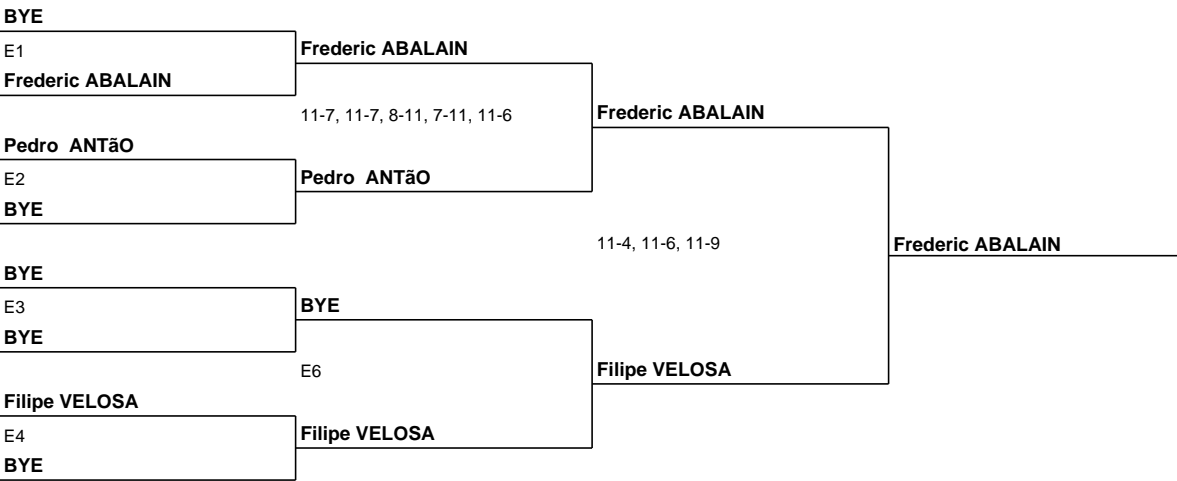 BYE
E1
Frederic ABALAIN
Frederic ABALAIN
11-7, 11-7, 8-11, 7-11, 11-6
Frederic ABALAIN
Pedro  ANTãO
E2
Pedro  ANTãO
BYE
11-4, 11-6, 11-9
Frederic ABALAIN
BYE
E3
BYE
BYE
E6
Filipe VELOSA
Filipe VELOSA
E4
Filipe VELOSA
BYE